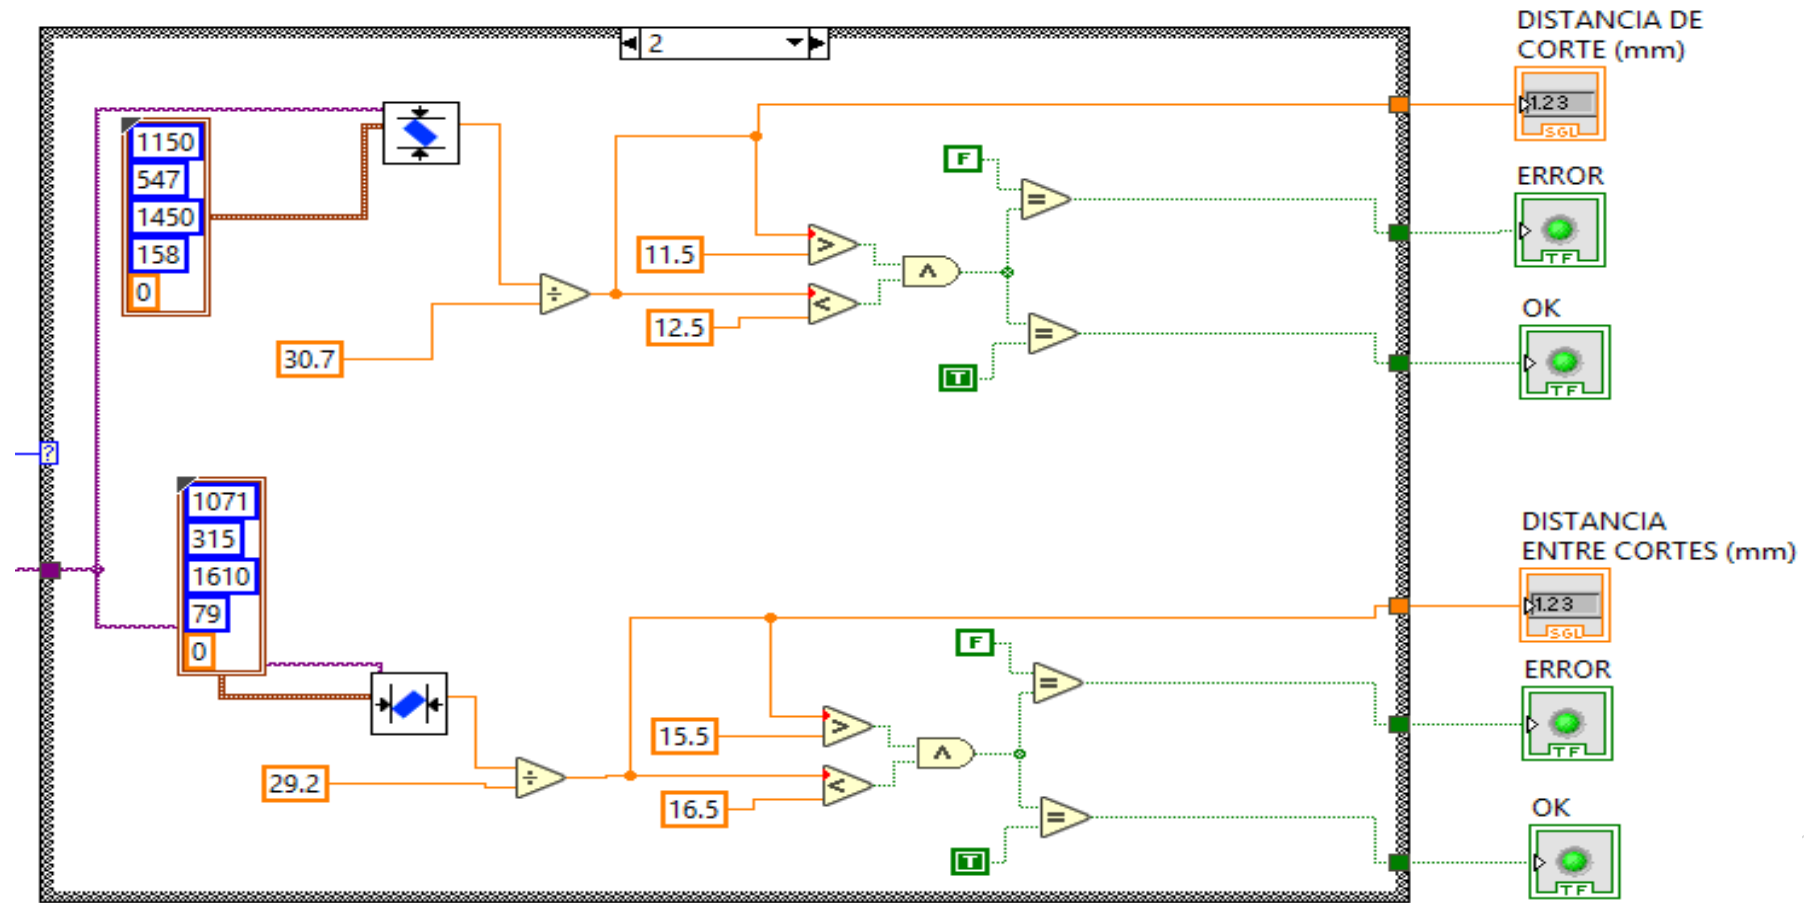 2
DISTANCIA DE
CORTE (mm)
1.23
SGL
1150
547
1450
158
0
30.7
11.5
12.5
F
T
ERROR
TF
OK
TF
?
1071
315
1610
79
0
29.2
15.5
16.5
F
T
DISTANCIA
ENTRE CORTES (mm)
1.23
SGL
ERROR
TF
OK
TF